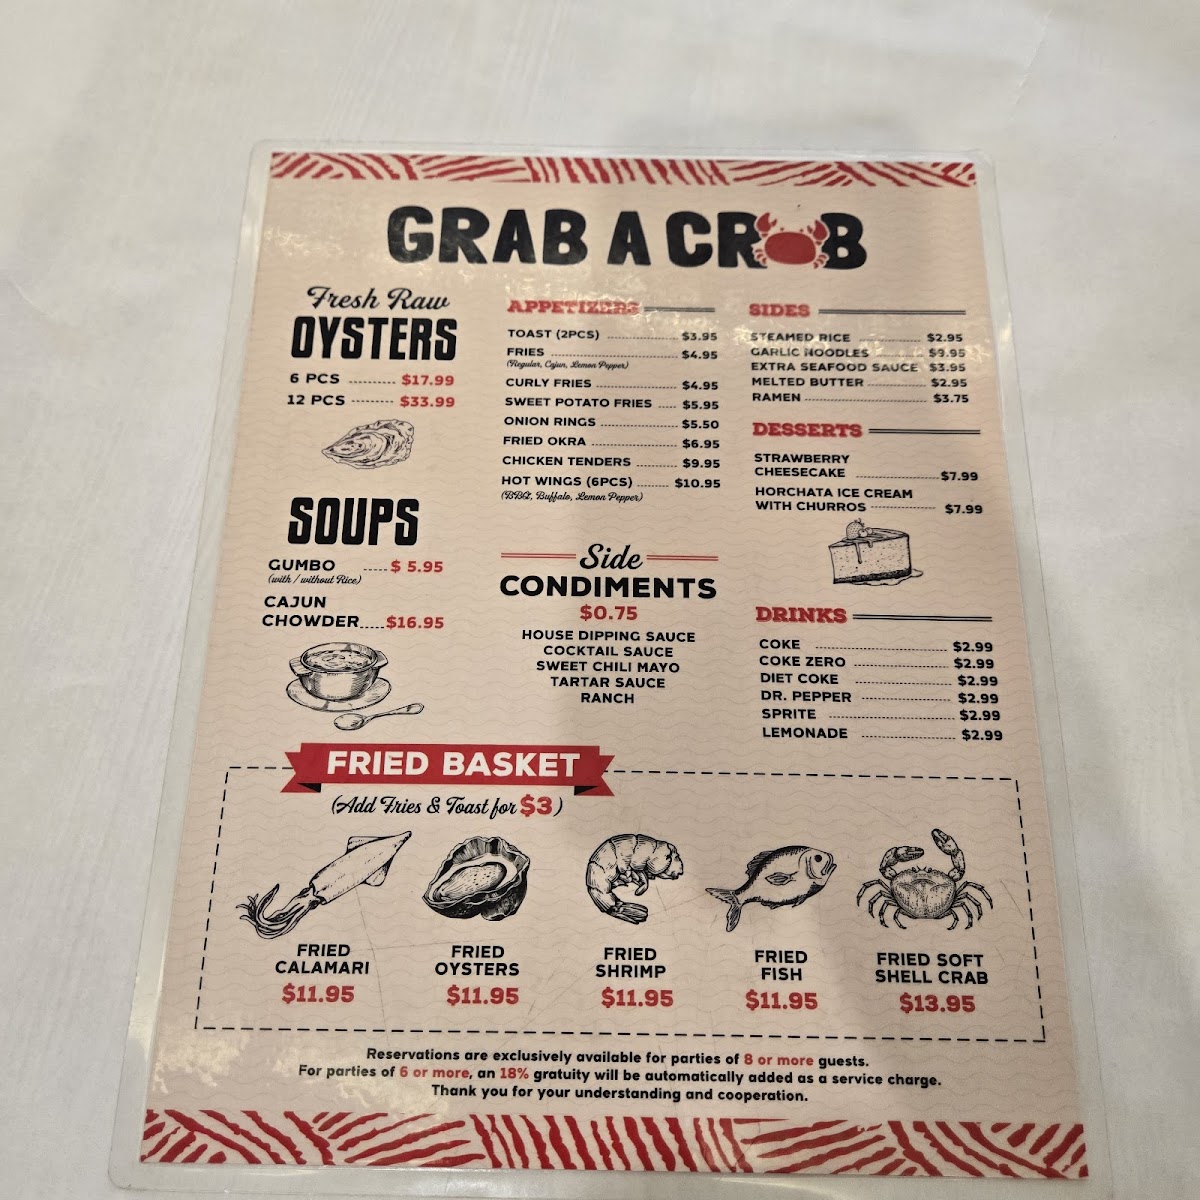 GRAB A CRAB
Fresh Raw
OYSTERS
6 PCS .......... $17.99
12 PCS ......... $33.99
SOUPS
GUMBO ..... $ 5.95
(with / without Rice)
CAJUN
CHOWDER.....$16.95
APPETIZERS
TOAST (2PCS) $3.95
FRIES $4.95
(Regular, Cajun, Lemon Pepper)
CURLY FRIES $4.95
SWEET POTATO FRIES $5.95
ONION RINGS $5.50
FRIED OKRA $6.95
CHICKEN TENDERS $9.95
HOT WINGS (6PCS) $10.95
(BBQ, Buffalo, Lemon Pepper)
Side
CONDIMENTS
$0.75
HOUSE DIPPING SAUCE
COCKTAIL SAUCE
SWEET CHILI MAYO
TARTAR SAUCE
RANCH
SIDES
STEAMED RICE $2.95
GARLIC NOODLES $9.95
EXTRA SEAFOOD SAUCE $3.95
MELTED BUTTER $2.95
RAMEN $3.75
DESSERTS
STRAWBERRY
CHEESECAKE $7.99
HORCHATA ICE CREAM
WITH CHURROS $7.99
DRINKS
COKE $2.99
COKE ZERO $2.99
DIET COKE $2.99
DR. PEPPER $2.99
SPRITE $2.99
LEMONADE $2.99
FRIED BASKET
(Add Fries & Toast for $3)
FRIED
CALAMARI
$11.95
FRIED
OYSTERS
$11.95
FRIED
SHRIMP
$11.95
FRIED
FISH
$11.95
FRIED SOFT
SHELL CRAB
$13.95
Reservations are exclusively available for parties of 8 or more guests.
For parties of 6 or more, an 18% gratuity will be automatically added as a service charge.
Thank you for your understanding and cooperation.